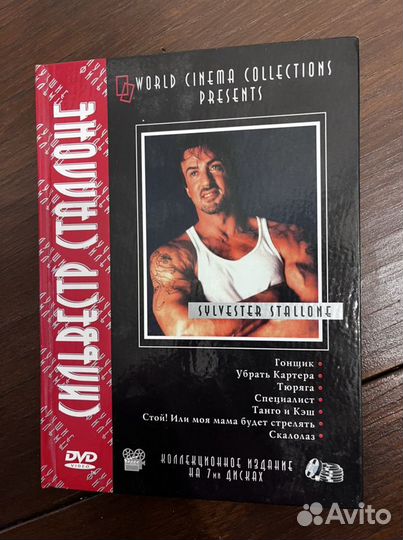 WORLD CINEMA COLLECTIONS
PRESENTS
СИЛЬВЕСТР СТАЛЛОНЕ
SYLVESTER STALLONE
Гонщик •
Убрать Картера •
Тюряга •
Специалист •
Танго и Кэш •
Стой! Или моя мама будет стрелять •
Скалолаз •
КОЛЛЕКЦИОННОЕ ИЗДАНИЕ
НА 7ми ДИСКАХ
DVD
VIDEO
Avito